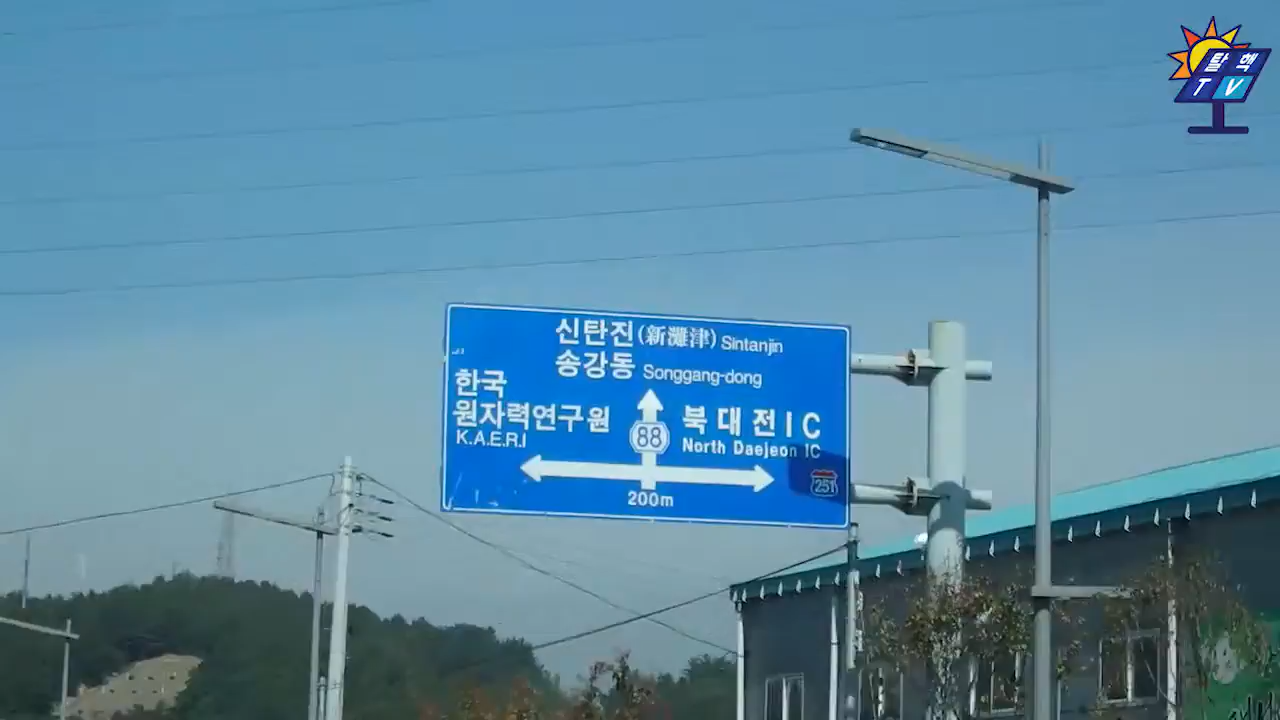 탈핵
TV
신탄진(新灘津) Sintanjin
송강동 Songgang-dong
한국
원자력연구원
K.A.E.R.I
88
북대전IC
North Daejeon IC
251
200m